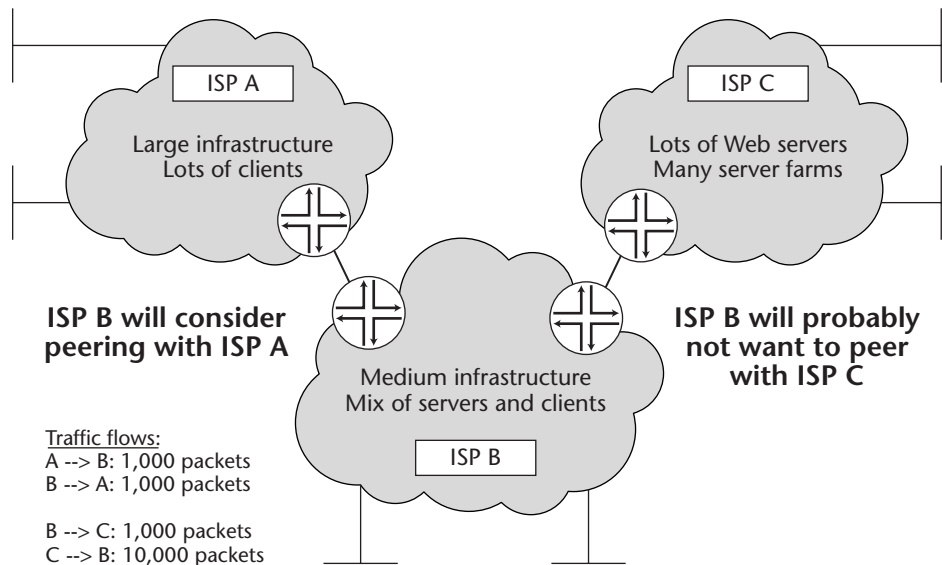 ISP A
Large infrastructure
Lots of clients
ISP C
Lots of Web servers
Many server farms
ISP B will consider
peering with ISP A
ISP B will probably
not want to peer
with ISP C
Medium infrastructure
Mix of servers and clients
ISP B
Traffic flows:
A --> B: 1,000 packets
B --> A: 1,000 packets
B --> C: 1,000 packets
C --> B: 10,000 packets